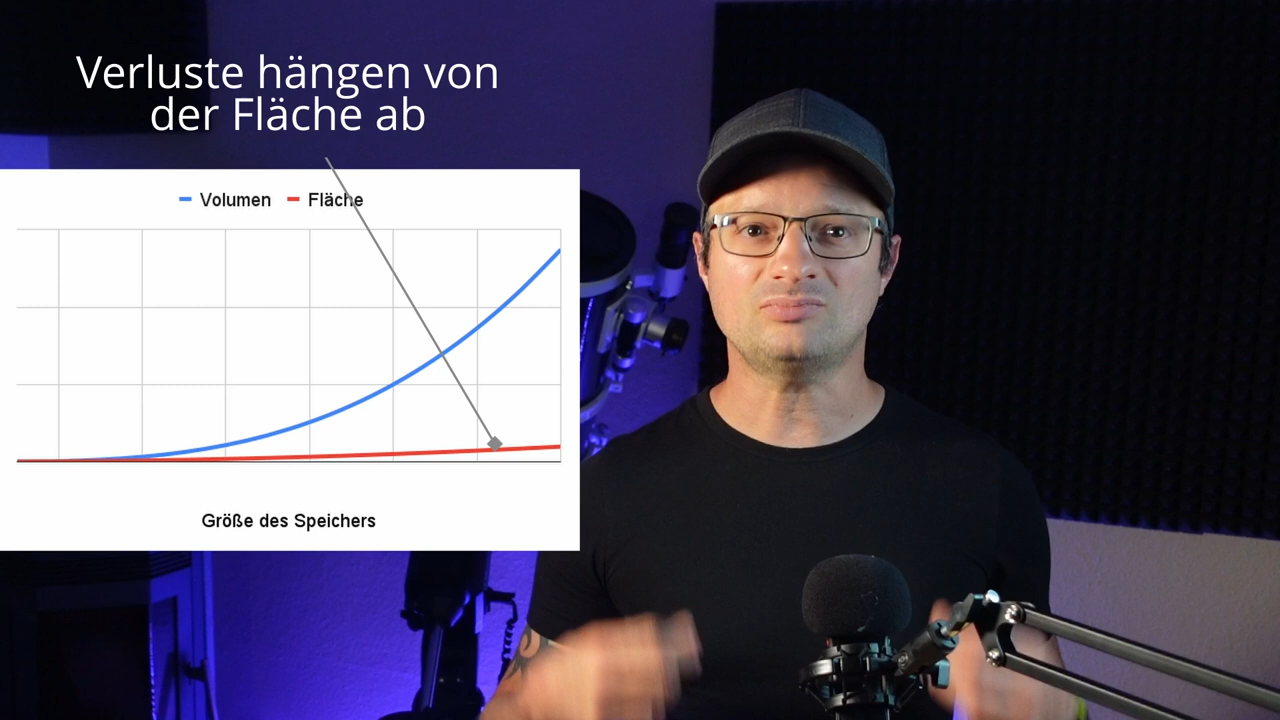 Verluste hängen von
der Fläche ab
Volumen Fläche
Größe des Speichers